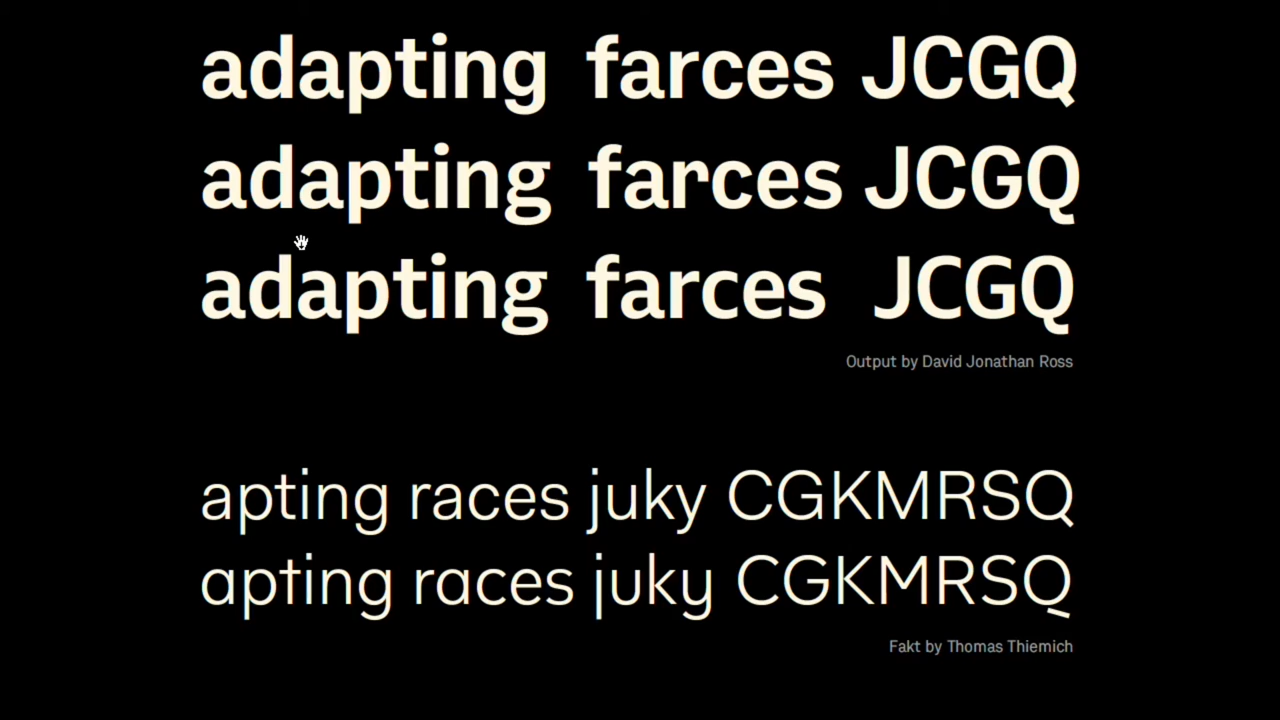 adapting farces JCGQ
adapting farces JCGQ
adapting farces JCGQ
Output by David Jonathan Ross
apting races juky CGKMRSQ
apting races juky CGKMRSQ
Fakt by Thomas Thiemich